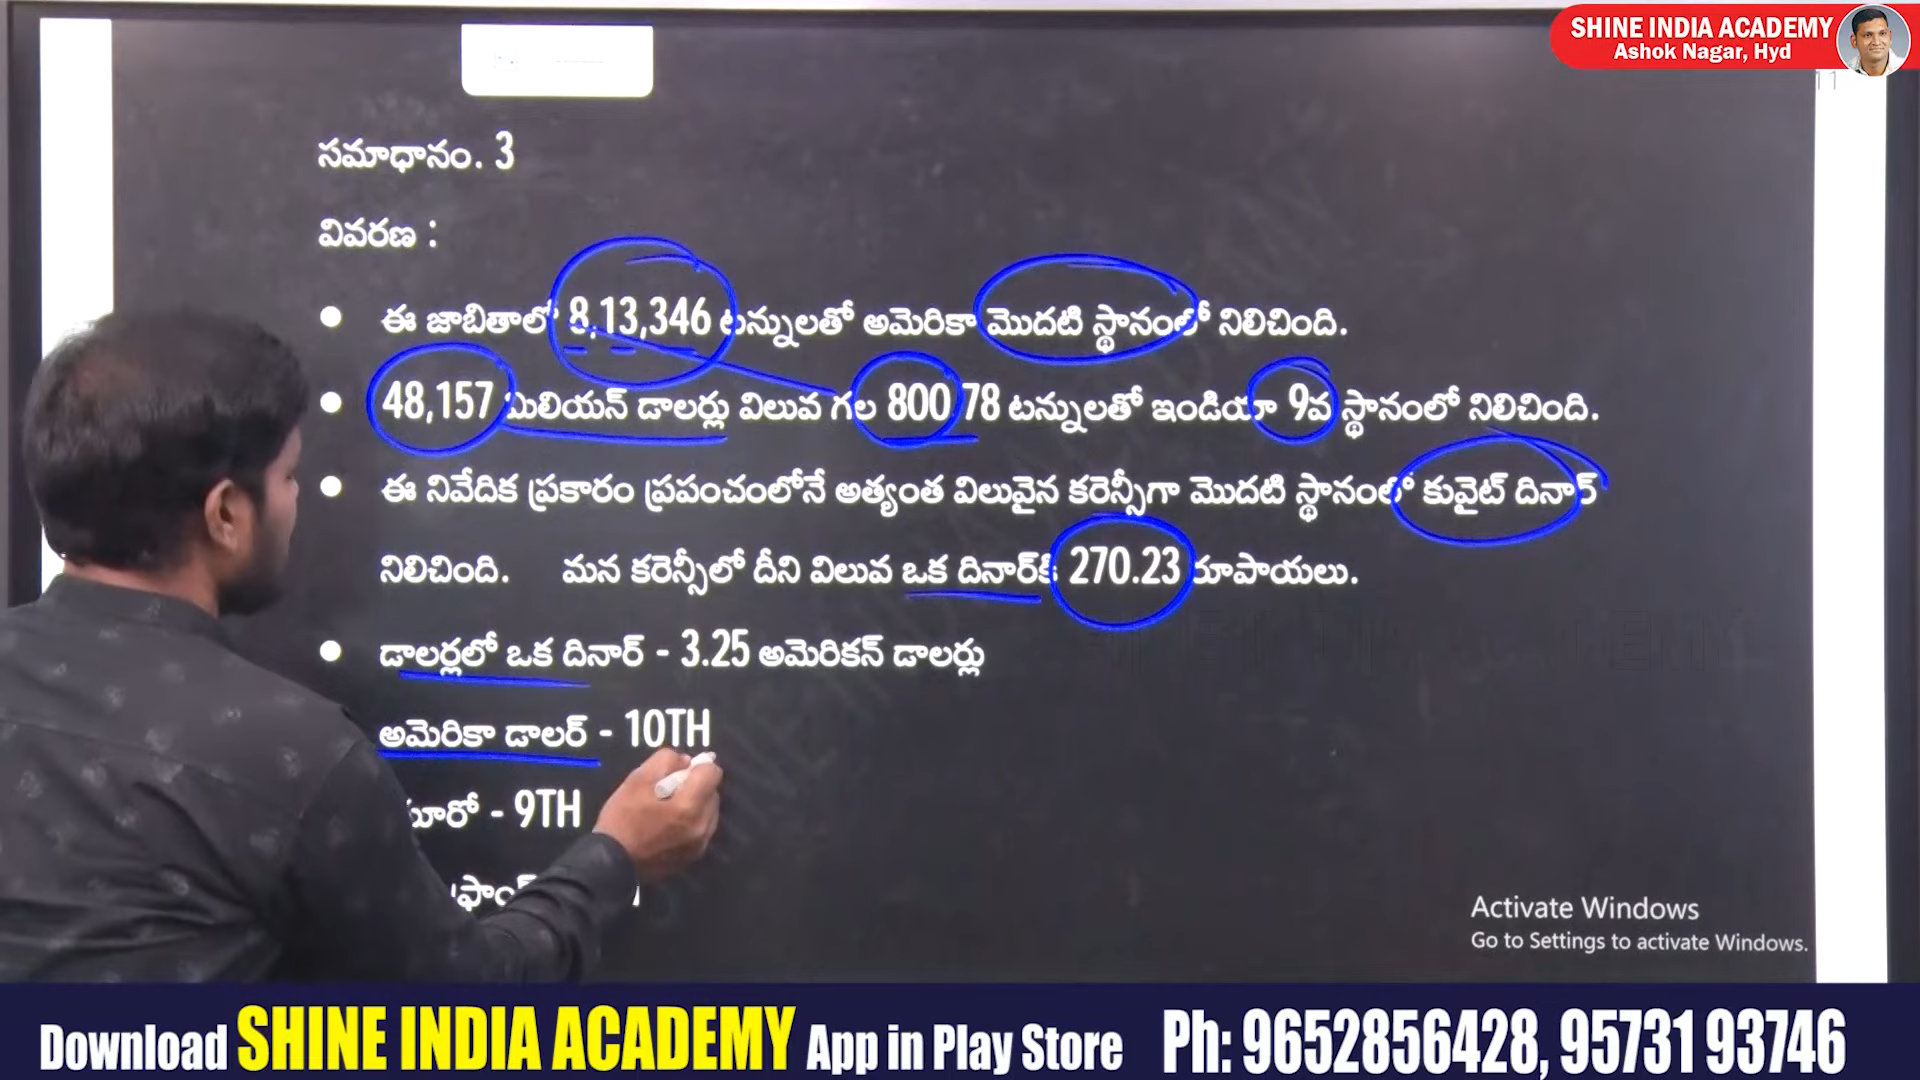 SHINE INDIA ACADEMY
Ashok Nagar, Hyd
సమాధానం. 3
వివరణ :
• ఈ జాబితాలో 8,13,346 టన్నులతో అమెరికా మొదటి స్థానంలో నిలిచింది.
• 48,157 మిలియన్ డాలర్లు విలువ గల 800.78 టన్నులతో ఇండియా 9వ స్థానంలో నిలిచింది.
• ఈ నివేదిక ప్రకారం ప్రపంచంలోనే అత్యంత విలువైన కరెన్సీగా మొదటి స్థానంలో కువైట్ దినార్
నిలిచింది. మన కరెన్సీలో దీని విలువ ఒక దినార్‌కి 270.23 రూపాయలు.
• డాలర్లలో ఒక దినార్ - 3.25 అమెరికన్ డాలర్లు
అమెరికా డాలర్ - 10TH
యూరో - 9TH
ఫ్రాంక్
Activate Windows
Go to Settings to activate Windows.
Download SHINE INDIA ACADEMY App in Play Store Ph: 9652856428, 95731 93746